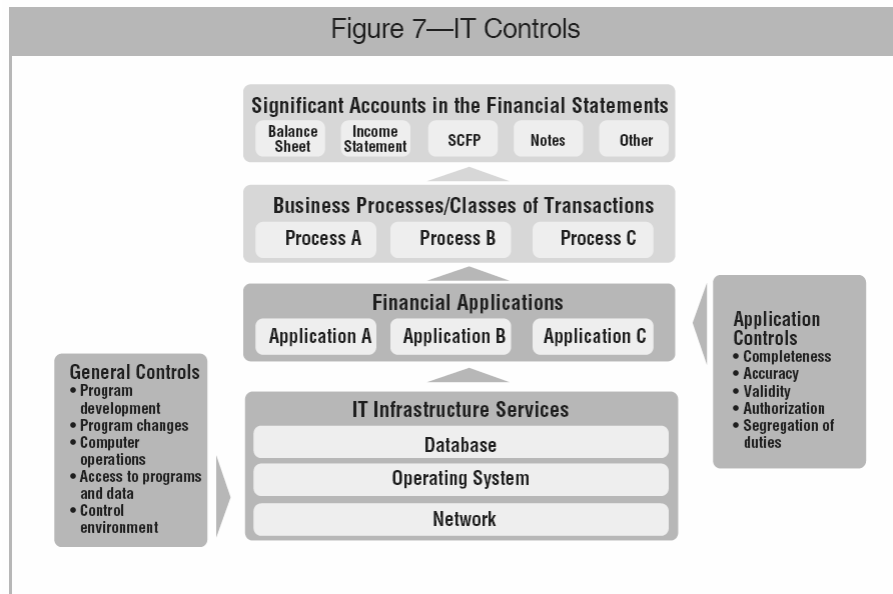 Figure 7—IT Controls
Significant Accounts in the Financial Statements
Balance
Sheet
Income
Statement
SCFP
Notes
Other
Business Processes/Classes of Transactions
Process A
Process B
Process C
Financial Applications
Application A
Application B
Application C
Application
Controls
• Completeness
• Accuracy
• Validity
• Authorization
• Segregation of
duties
General Controls
• Program
development
• Program changes
• Computer
operations
• Access to programs
and data
• Control
environment
IT Infrastructure Services
Database
Operating System
Network